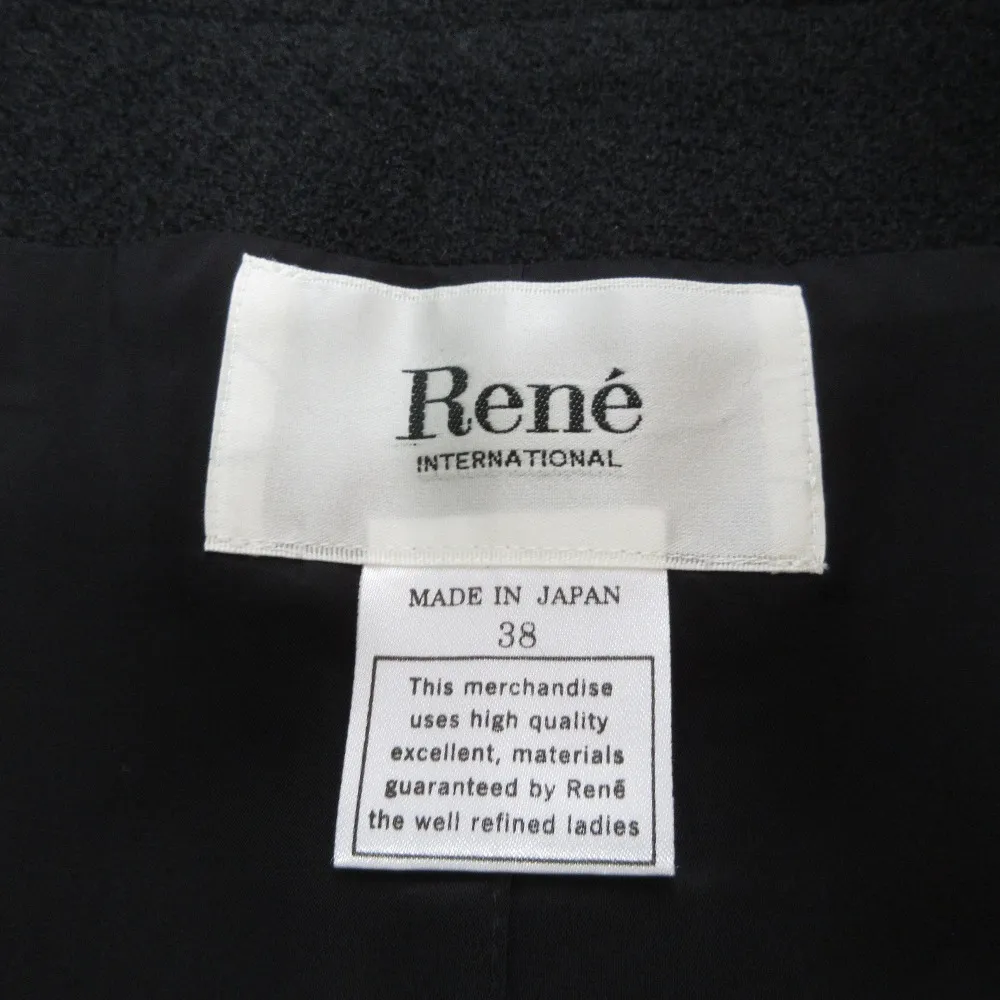 René
INTERNATIONAL
MADE IN JAPAN
38
This merchandise
uses high quality
excellent, materials
guaranteed by Renē
the well refined ladies